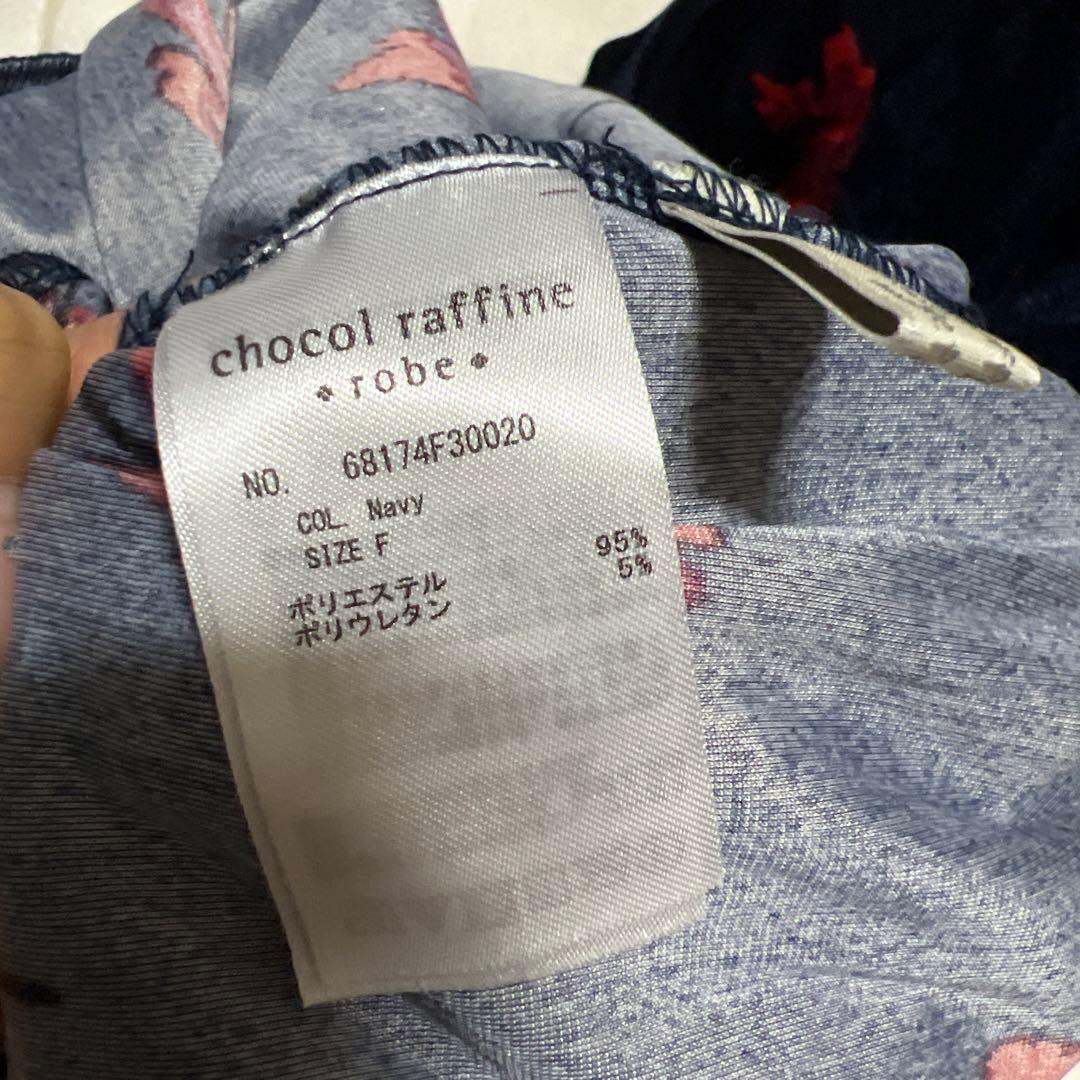 chocol raffine
robe
NO. 68174F30020
COL. Navy
SIZE F
ポリエステル 95%
ポリウレタン 5%